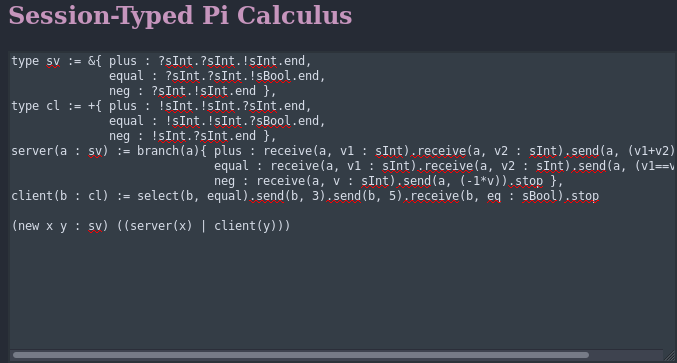 Session-Typed Pi Calculus
type sv := &{ plus : ?sInt.?sInt.!sInt.end,
equal : ?sInt.?sInt.!sBool.end,
neg : ?sInt.!sInt.end },
type cl := +{ plus : !sInt.!sInt.?sInt.end,
equal : !sInt.!sInt.?sBool.end,
neg : !sInt.?sInt.end },
server(a : sv) := branch(a){ plus : receive(a, v1 : sInt).receive(a, v2 : sInt).send(a, (v1+v2)
equal : receive(a, v1 : sInt).receive(a, v2 : sInt).send(a, (v1==v
neg : receive(a, v : sInt).send(a, (-1*v)).stop },
client(b : cl) := select(b, equal).send(b, 3).send(b, 5).receive(b, eq : sBool).stop
(new x y : sv) ((server(x) | client(y)))